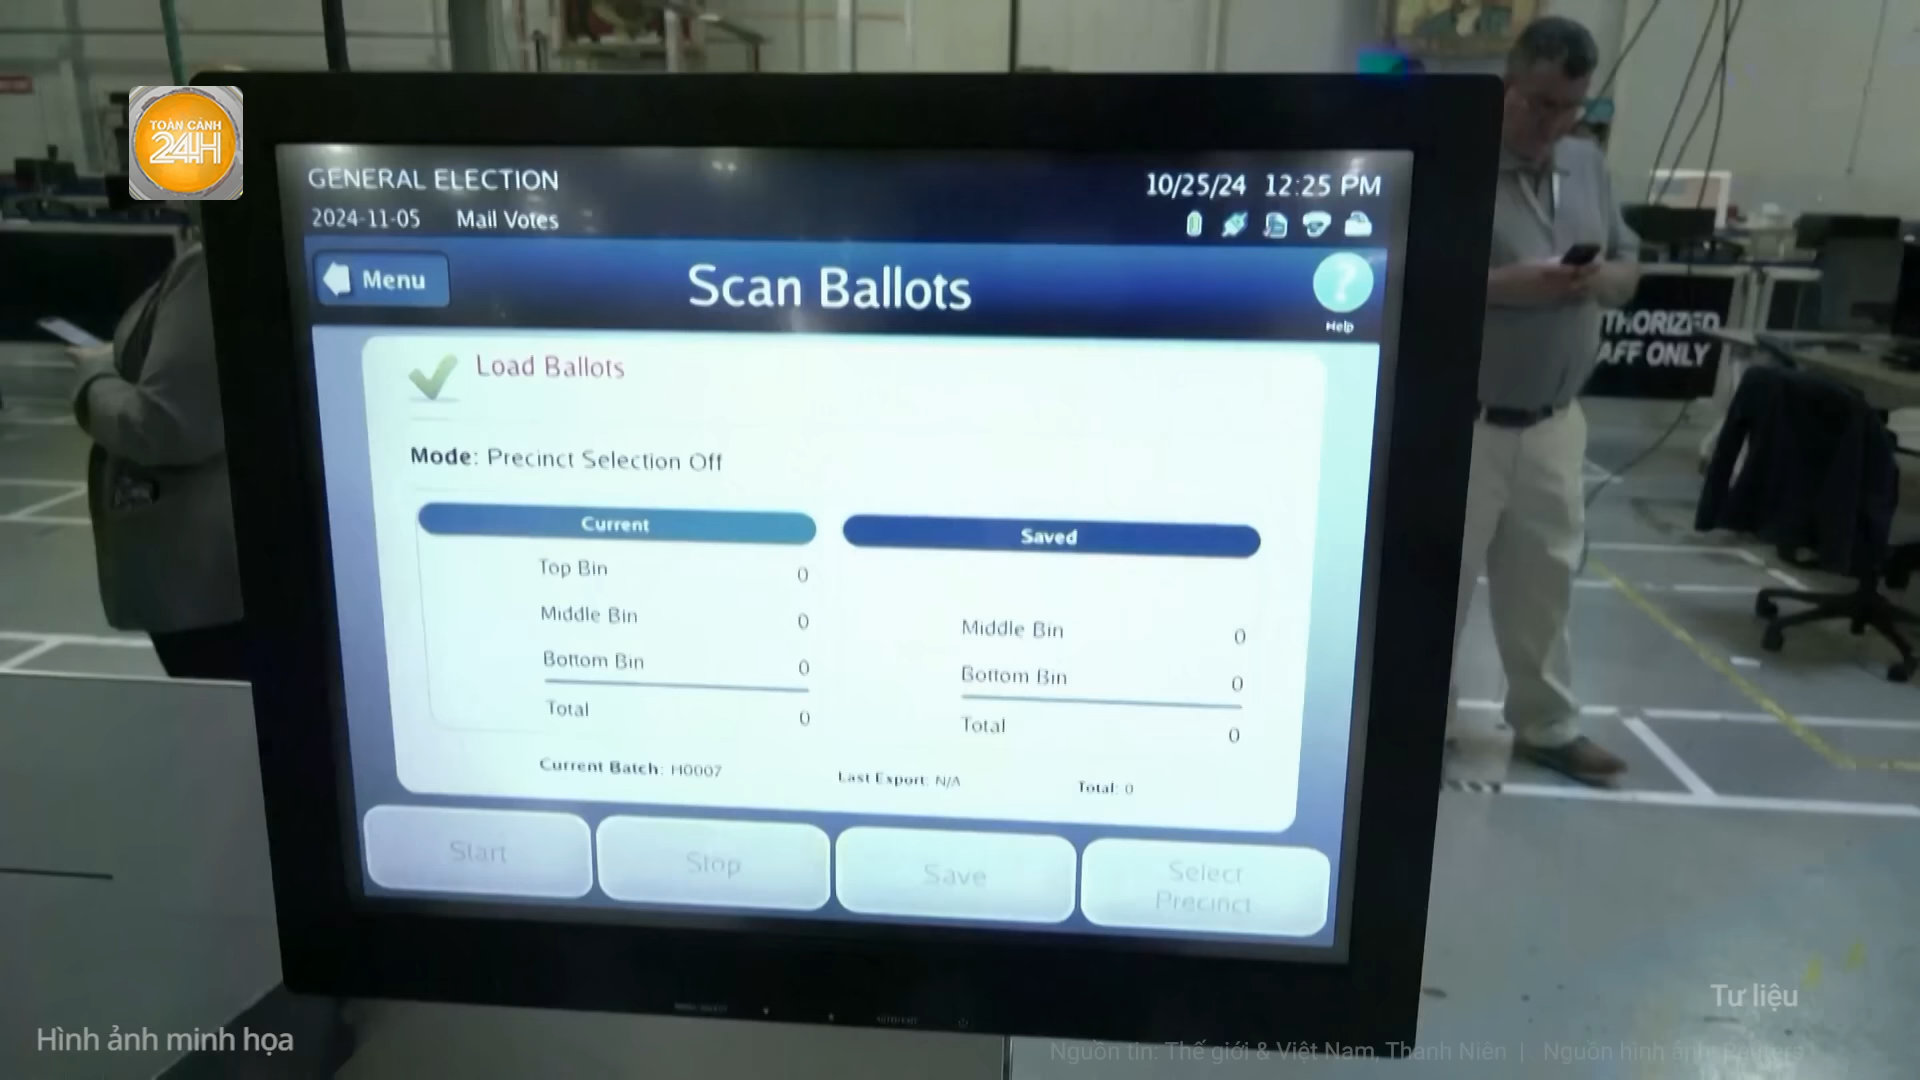 TOÀN CẢNH
24H
GENERAL ELECTION
10/25/24 12:25 PM
2024-11-05 Mail Votes
Menu
Scan Ballots
?
Help
Load Ballots
Mode: Precinct Selection Off
Current
Top Bin 0
Middle Bin 0
Bottom Bin 0
Total 0
Saved
Middle Bin 0
Bottom Bin 0
Total 0
Current Batch: H0007
Last Export: N/A
Total: 0
Start
Stop
Save
Select
Precinct
THORIZED
AFF ONLY
Tư liệu
Hình ảnh minh họa
Nguồn tin: Thế giới & Việt Nam, Thanh Niên | Nguồn hình ảnh: Reuters